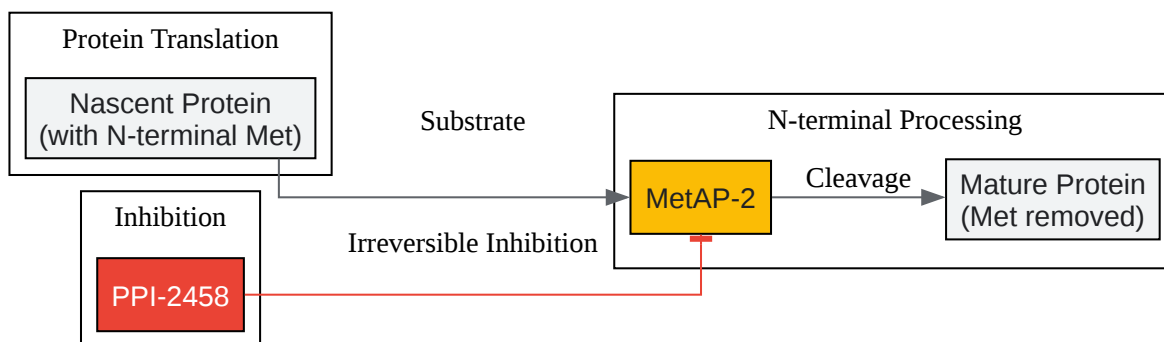 Protein Translation
Nascent Protein
(with N-terminal Met)
Substrate
N-terminal Processing
MetAP-2
Cleavage
Mature Protein
(Met removed)
Inhibition
Irreversible Inhibition
PPI-2458